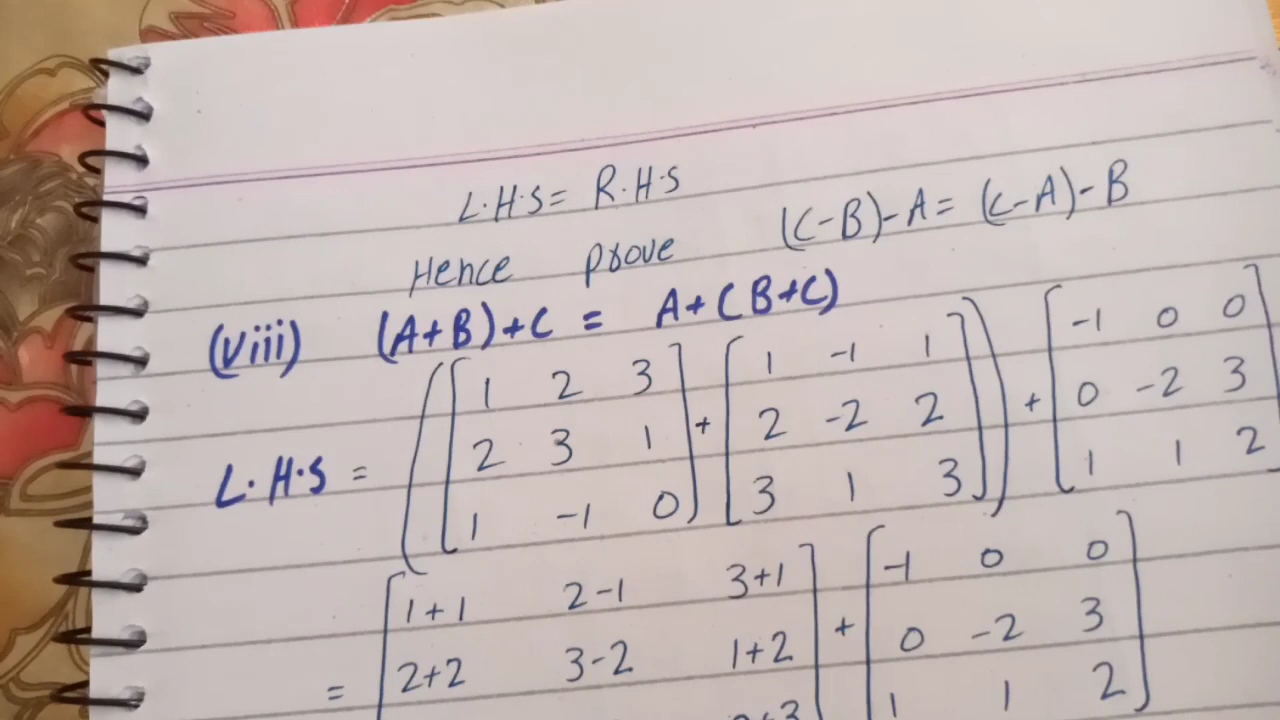 L.H.S = R.H.S
Hence prove (C-B)-A = (C-A)-B
(viii) (A+B)+C = A+(B+C)
L.H.S = ([1 2 3 + [1 -1 1]) + [-1 0 0
2 3 1 2 -2 2 0 -2 3
1 -1 0] 3 1 3 1 1 2]
= [1+1 2-1 3+1 + [-1 0 0
2+2 3-2 1+2 0 -2 3
1 1 2]